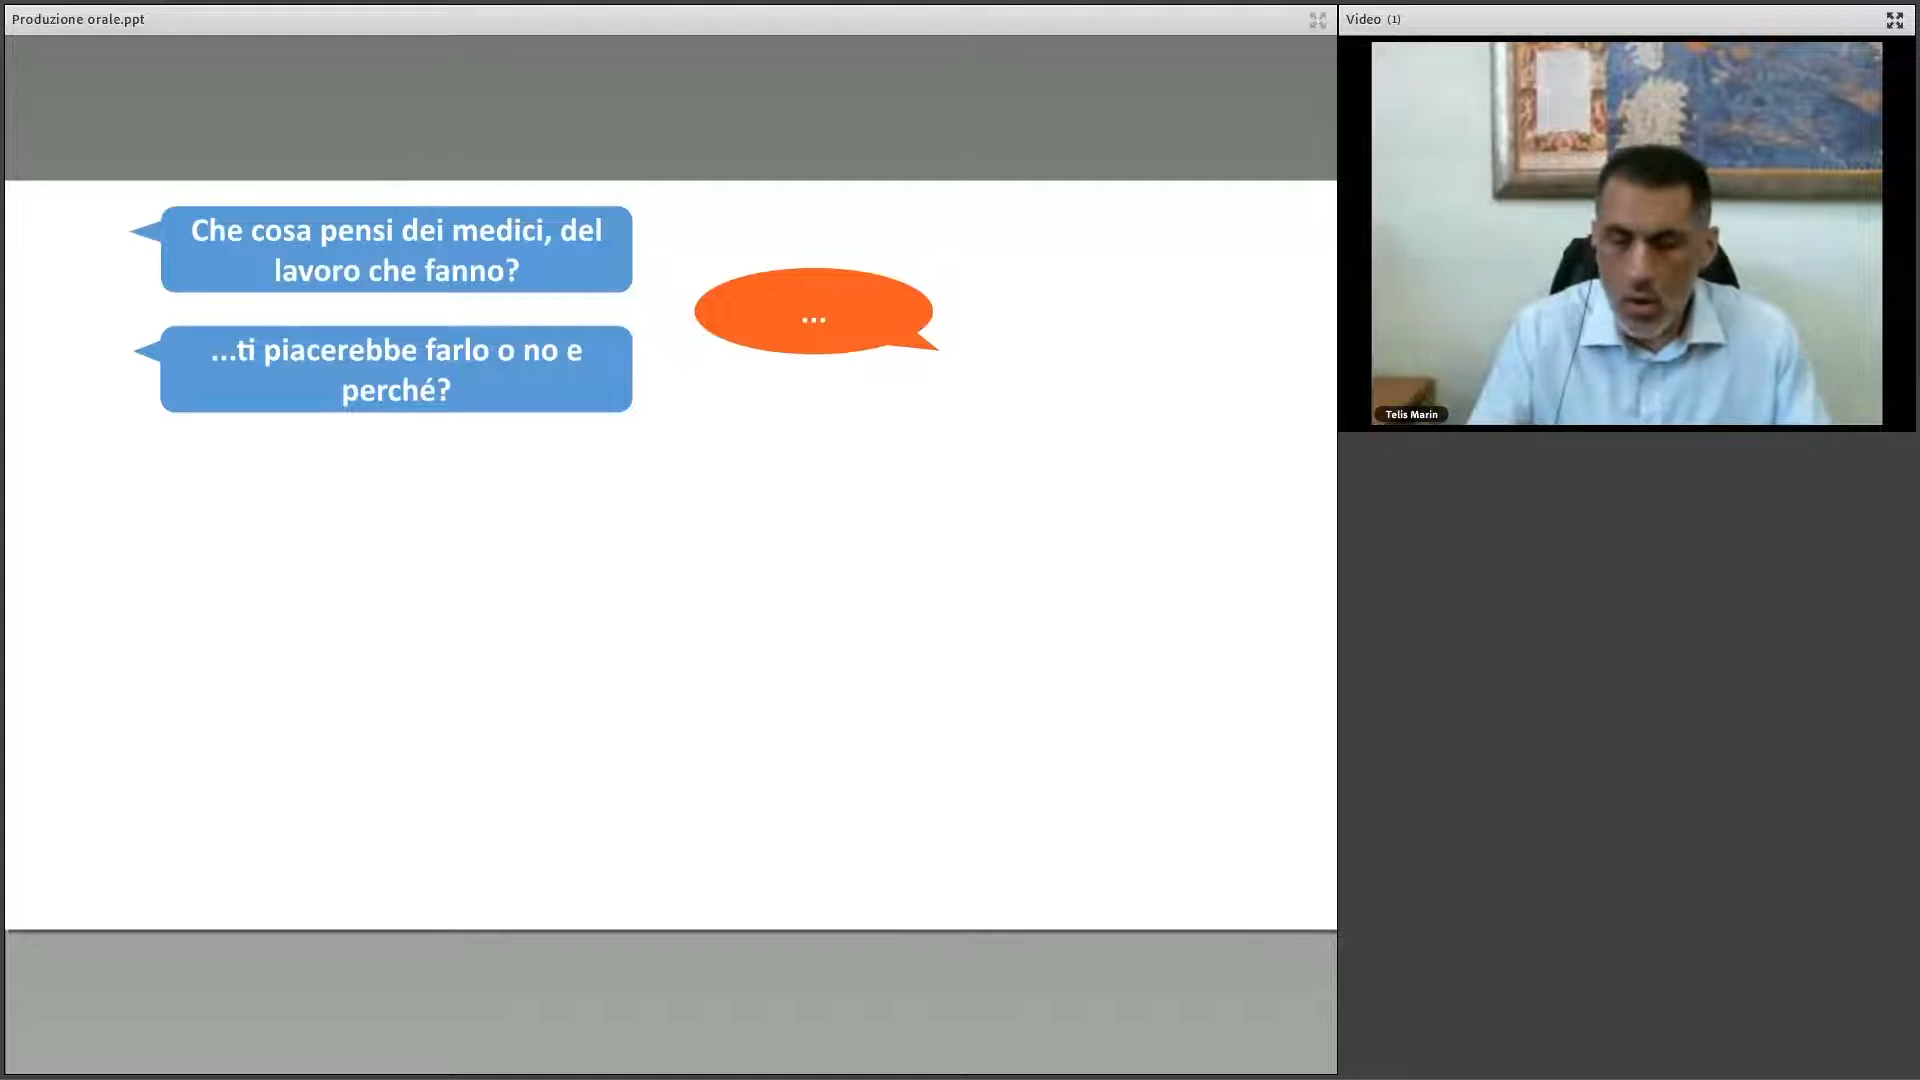 Produzione orale.ppt
Video (1)
Che cosa pensi dei medici, del
lavoro che fanno?
...
...ti piacerebbe farlo o no e
perché?
Telis Marin